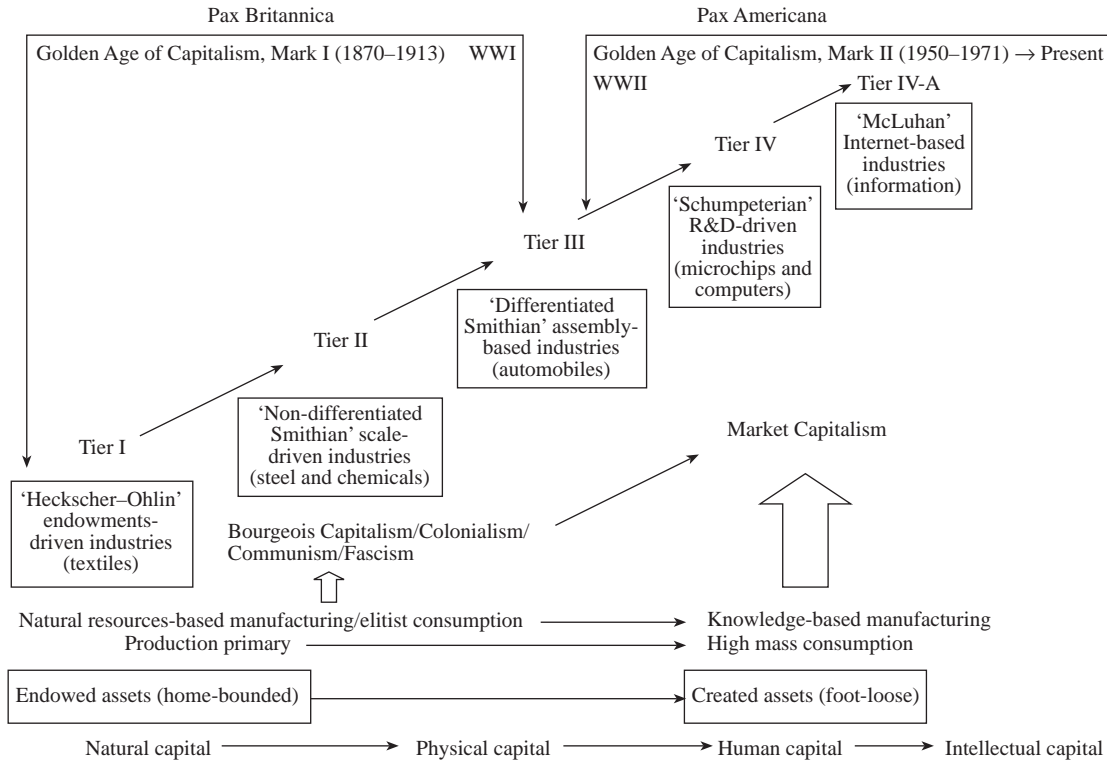 Pax Britannica
Pax Americana
Golden Age of Capitalism, Mark I (1870–1913) WWI
Golden Age of Capitalism, Mark II (1950–1971) → Present
WWII
Tier IV-A
‘McLuhan’
Internet-based
industries
(information)
Tier IV
‘Schumpeterian’
R&D-driven
industries
(microchips and
computers)
Tier III
‘Differentiated
Smithian’ assembly-
based industries
(automobiles)
Tier II
‘Non-differentiated
Smithian’ scale-
driven industries
(steel and chemicals)
Tier I
‘Heckscher–Ohlin’
endowments-
driven industries
(textiles)
Market Capitalism
Bourgeois Capitalism/Colonialism/
Communism/Fascism
Natural resources-based manufacturing/elitist consumption
Knowledge-based manufacturing
Production primary
High mass consumption
Endowed assets (home-bounded)
Created assets (foot-loose)
Natural capital
Physical capital
Human capital
Intellectual capital